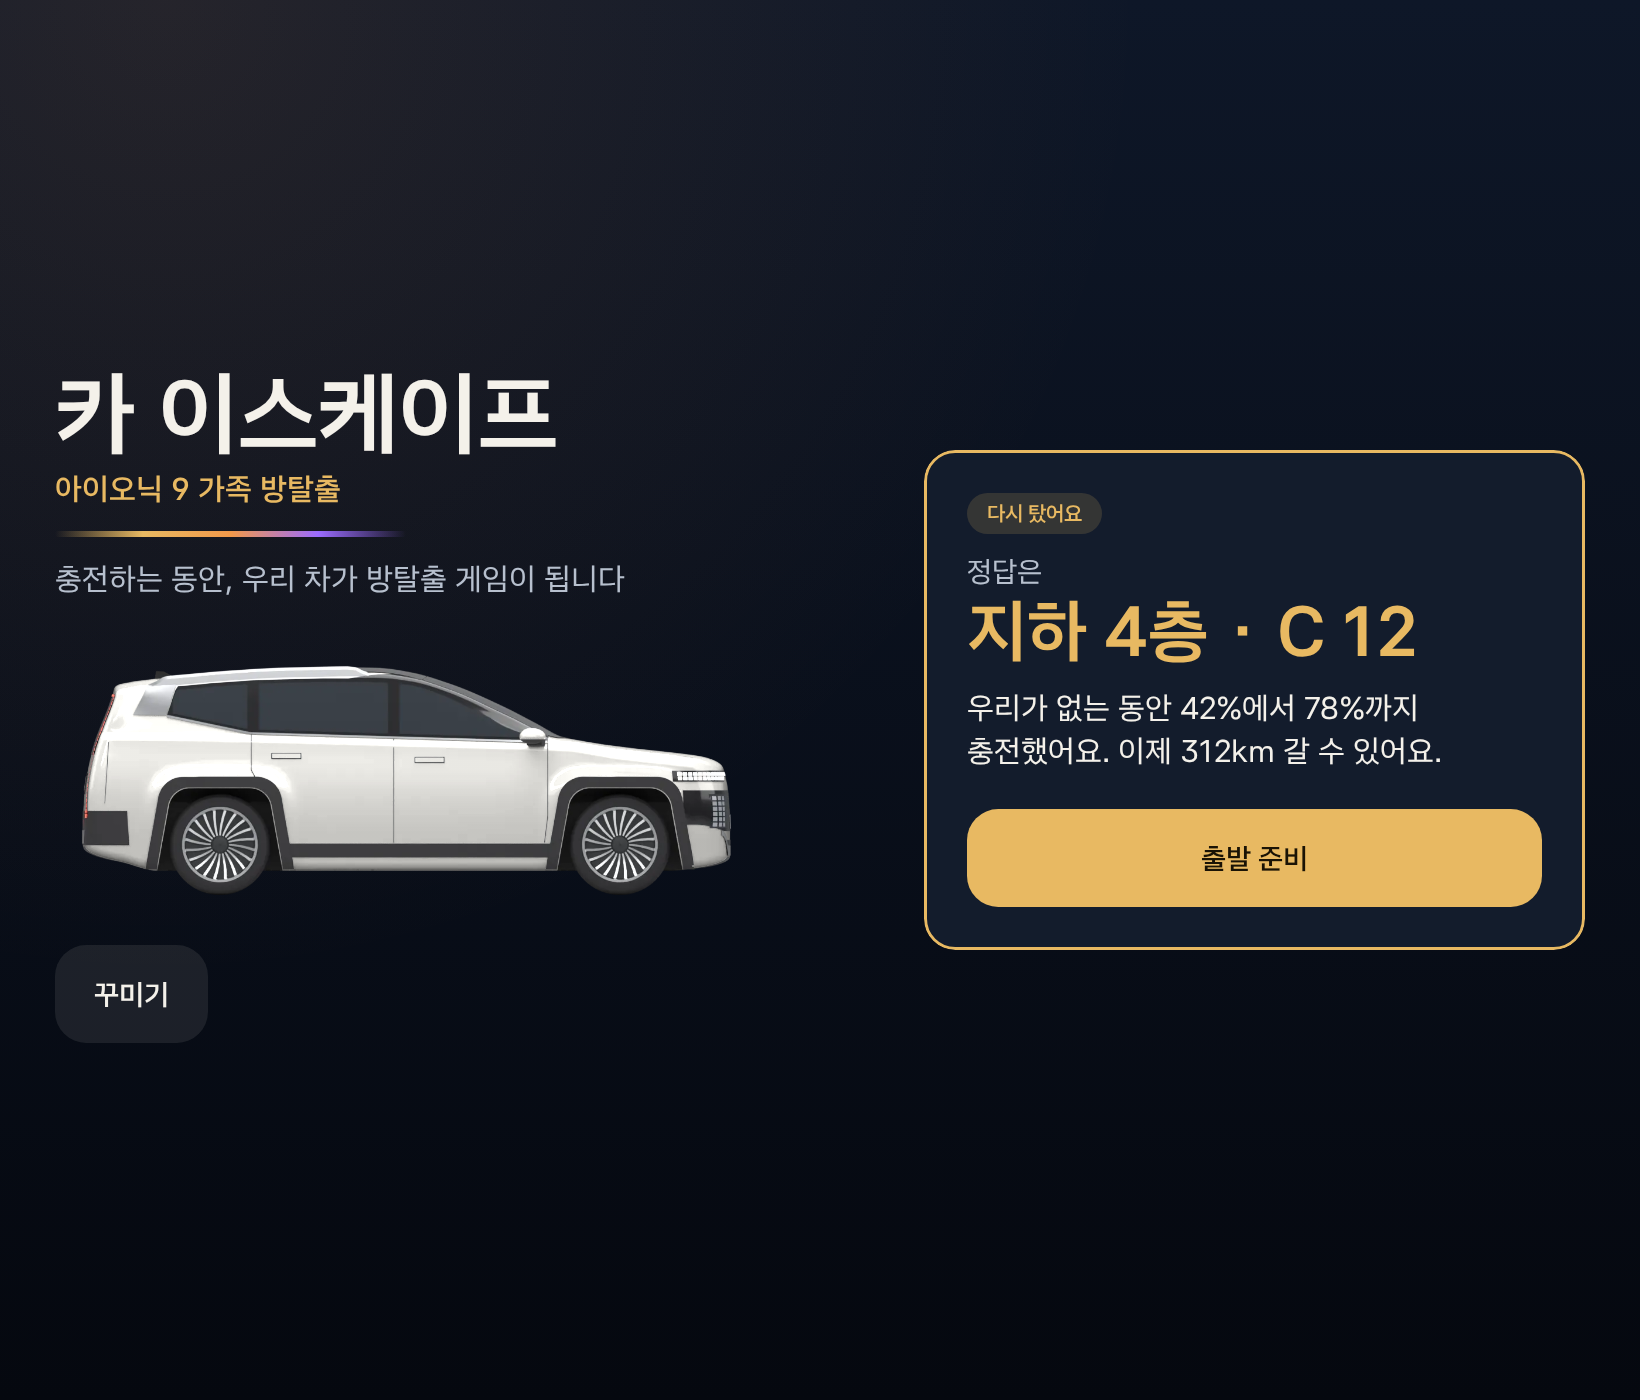 카 이스케이프
아이오닉 9 가족 방탈출
충전하는 동안, 우리 차가 방탈출 게임이 됩니다
꾸미기
다시 탔어요
정답은
지하 4층 · C 12
우리가 없는 동안 42%에서 78%까지
충전했어요. 이제 312km 갈 수 있어요.
출발 준비